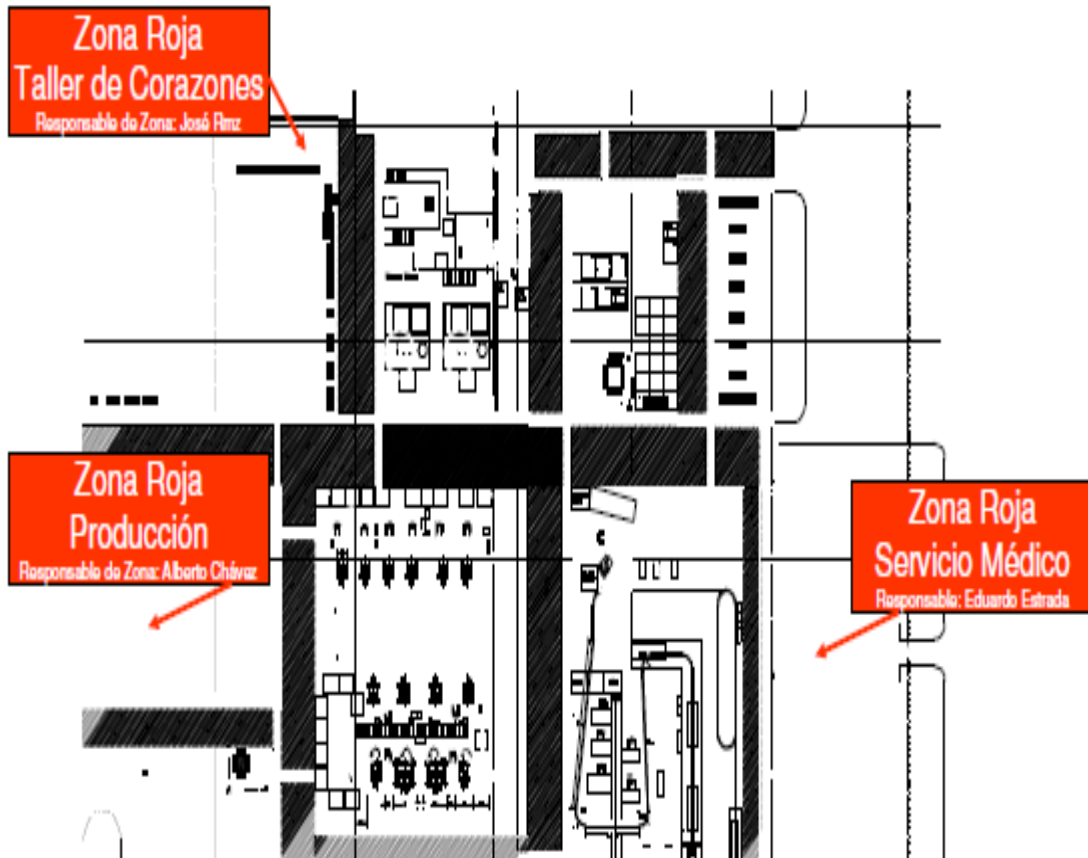 Zona Roja
Taller de Corazones
Responsable de Zona: José Rmz
Zona Roja
Producción
Responsable de Zona: Alberto Chávez
Zona Roja
Servicio Médico
Responsable: Eduardo Estrada